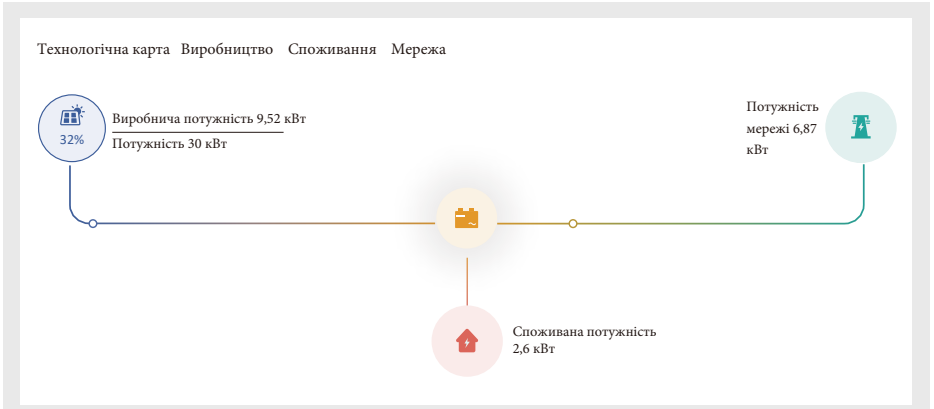 Технологічна карта Виробництво Споживання Мережа
32%
Виробнича потужність 9,52 кВт
Потужність 30 кВт
Потужність
мережі 6,87
кВт
Споживана потужність
2,6 кВт